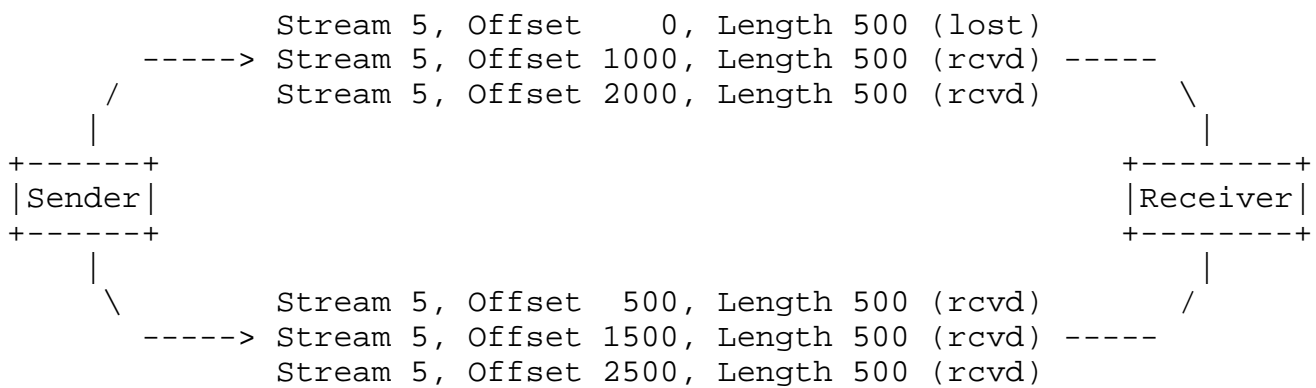 Stream 5, Offset    0, Length 500 (lost)
       -----> Stream 5, Offset 1000, Length 500 (rcvd) -----
     /        Stream 5, Offset 2000, Length 500 (rcvd)       \
    |                                                         |
+------+                                                  +--------+
|Sender|                                                  |Receiver|
+------+                                                  +--------+
    |                                                         |
     \        Stream 5, Offset  500, Length 500 (rcvd)       /
       -----> Stream 5, Offset 1500, Length 500 (rcvd) -----
              Stream 5, Offset 2500, Length 500 (rcvd)